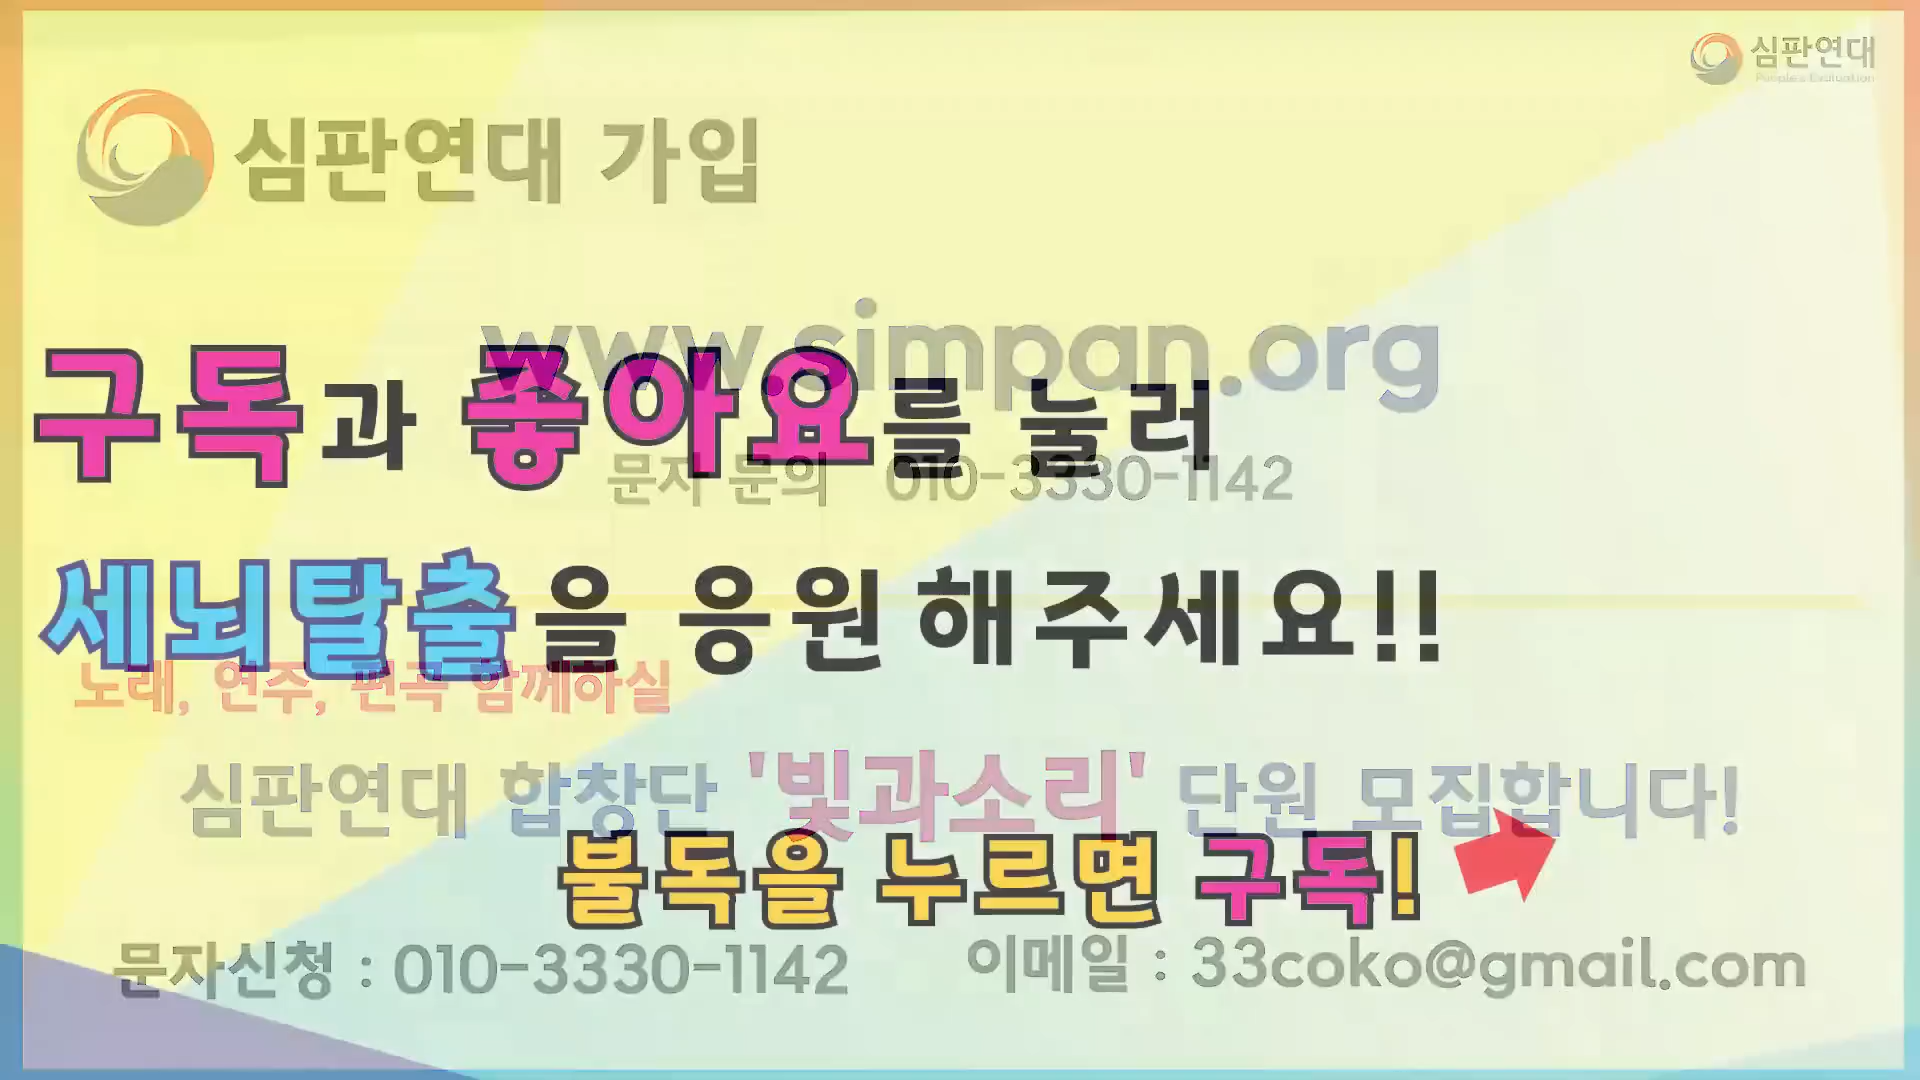 심판연대
People's Evaluation
심판연대 가입
www.simpan.org
구독과 좋아요를 눌러
문자 문의 010-3330-1142
세뇌탈출을 응원해주세요!!
노래, 연주, 편곡 함께하실
심판연대 합창단 '빛과소리' 단원 모집합니다!
불독을 누르면 구독!
문자신청 : 010-3330-1142 이메일 : 33coko@gmail.com